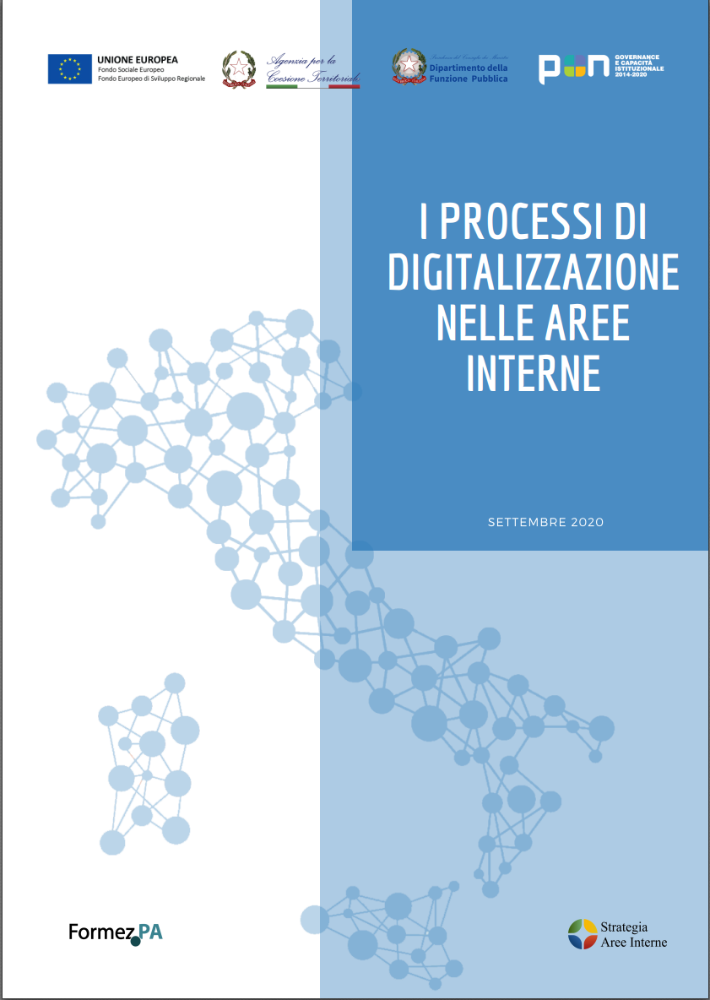 UNIONE EUROPEA
Fondo Sociale Europeo
Fondo Europeo di Sviluppo Regionale
Agenzia per la
Coesione Territoriale
Presidenza del Consiglio dei Ministri
Dipartimento della
Funzione Pubblica
pon
GOVERNANCE
E CAPACITÀ
ISTITUZIONALE
2014-2020
I PROCESSI DI
DIGITALIZZAZIONE
NELLE AREE
INTERNE
SETTEMBRE 2020
Formez.PA
Strategia
Aree Interne